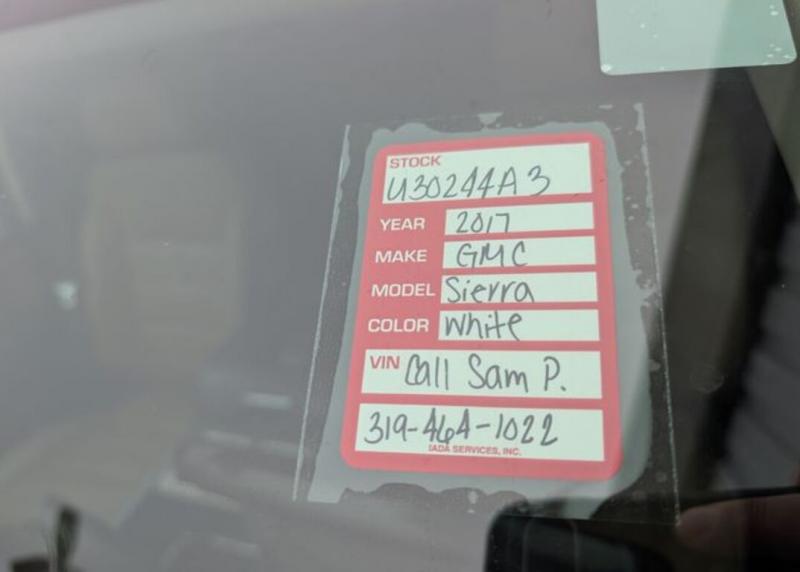 STOCK
U30244A3
YEAR 2017
MAKE GMC
MODEL Sierra
COLOR White
VIN Call Sam P.
319-464-1022
IADA SERVICES, INC.